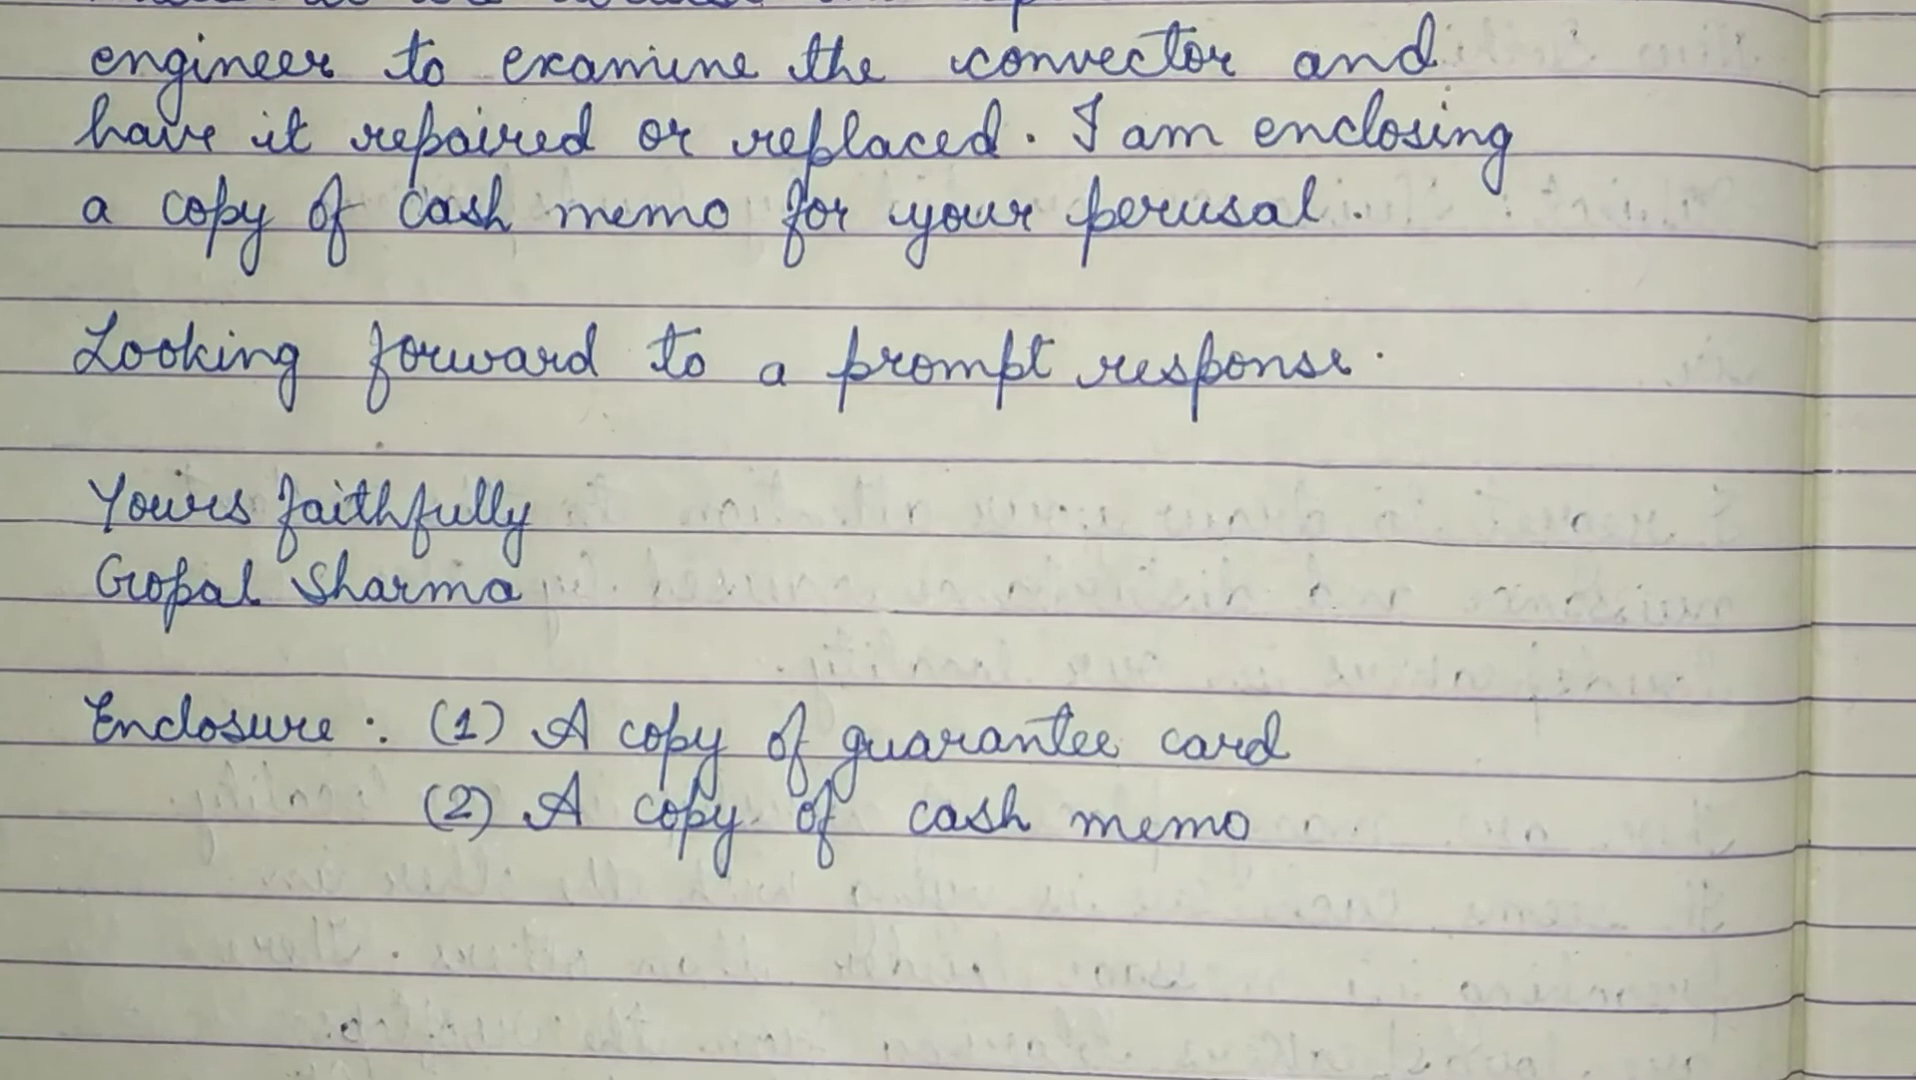 engineer to examine the convector and
have it repaired or replaced. I am enclosing
a copy of cash memo for your perusal.
Looking forward to a prompt response.
Yours faithfully
Gopal Sharma
Enclosure : (1) A copy of guarantee card
(2) A copy of cash memo